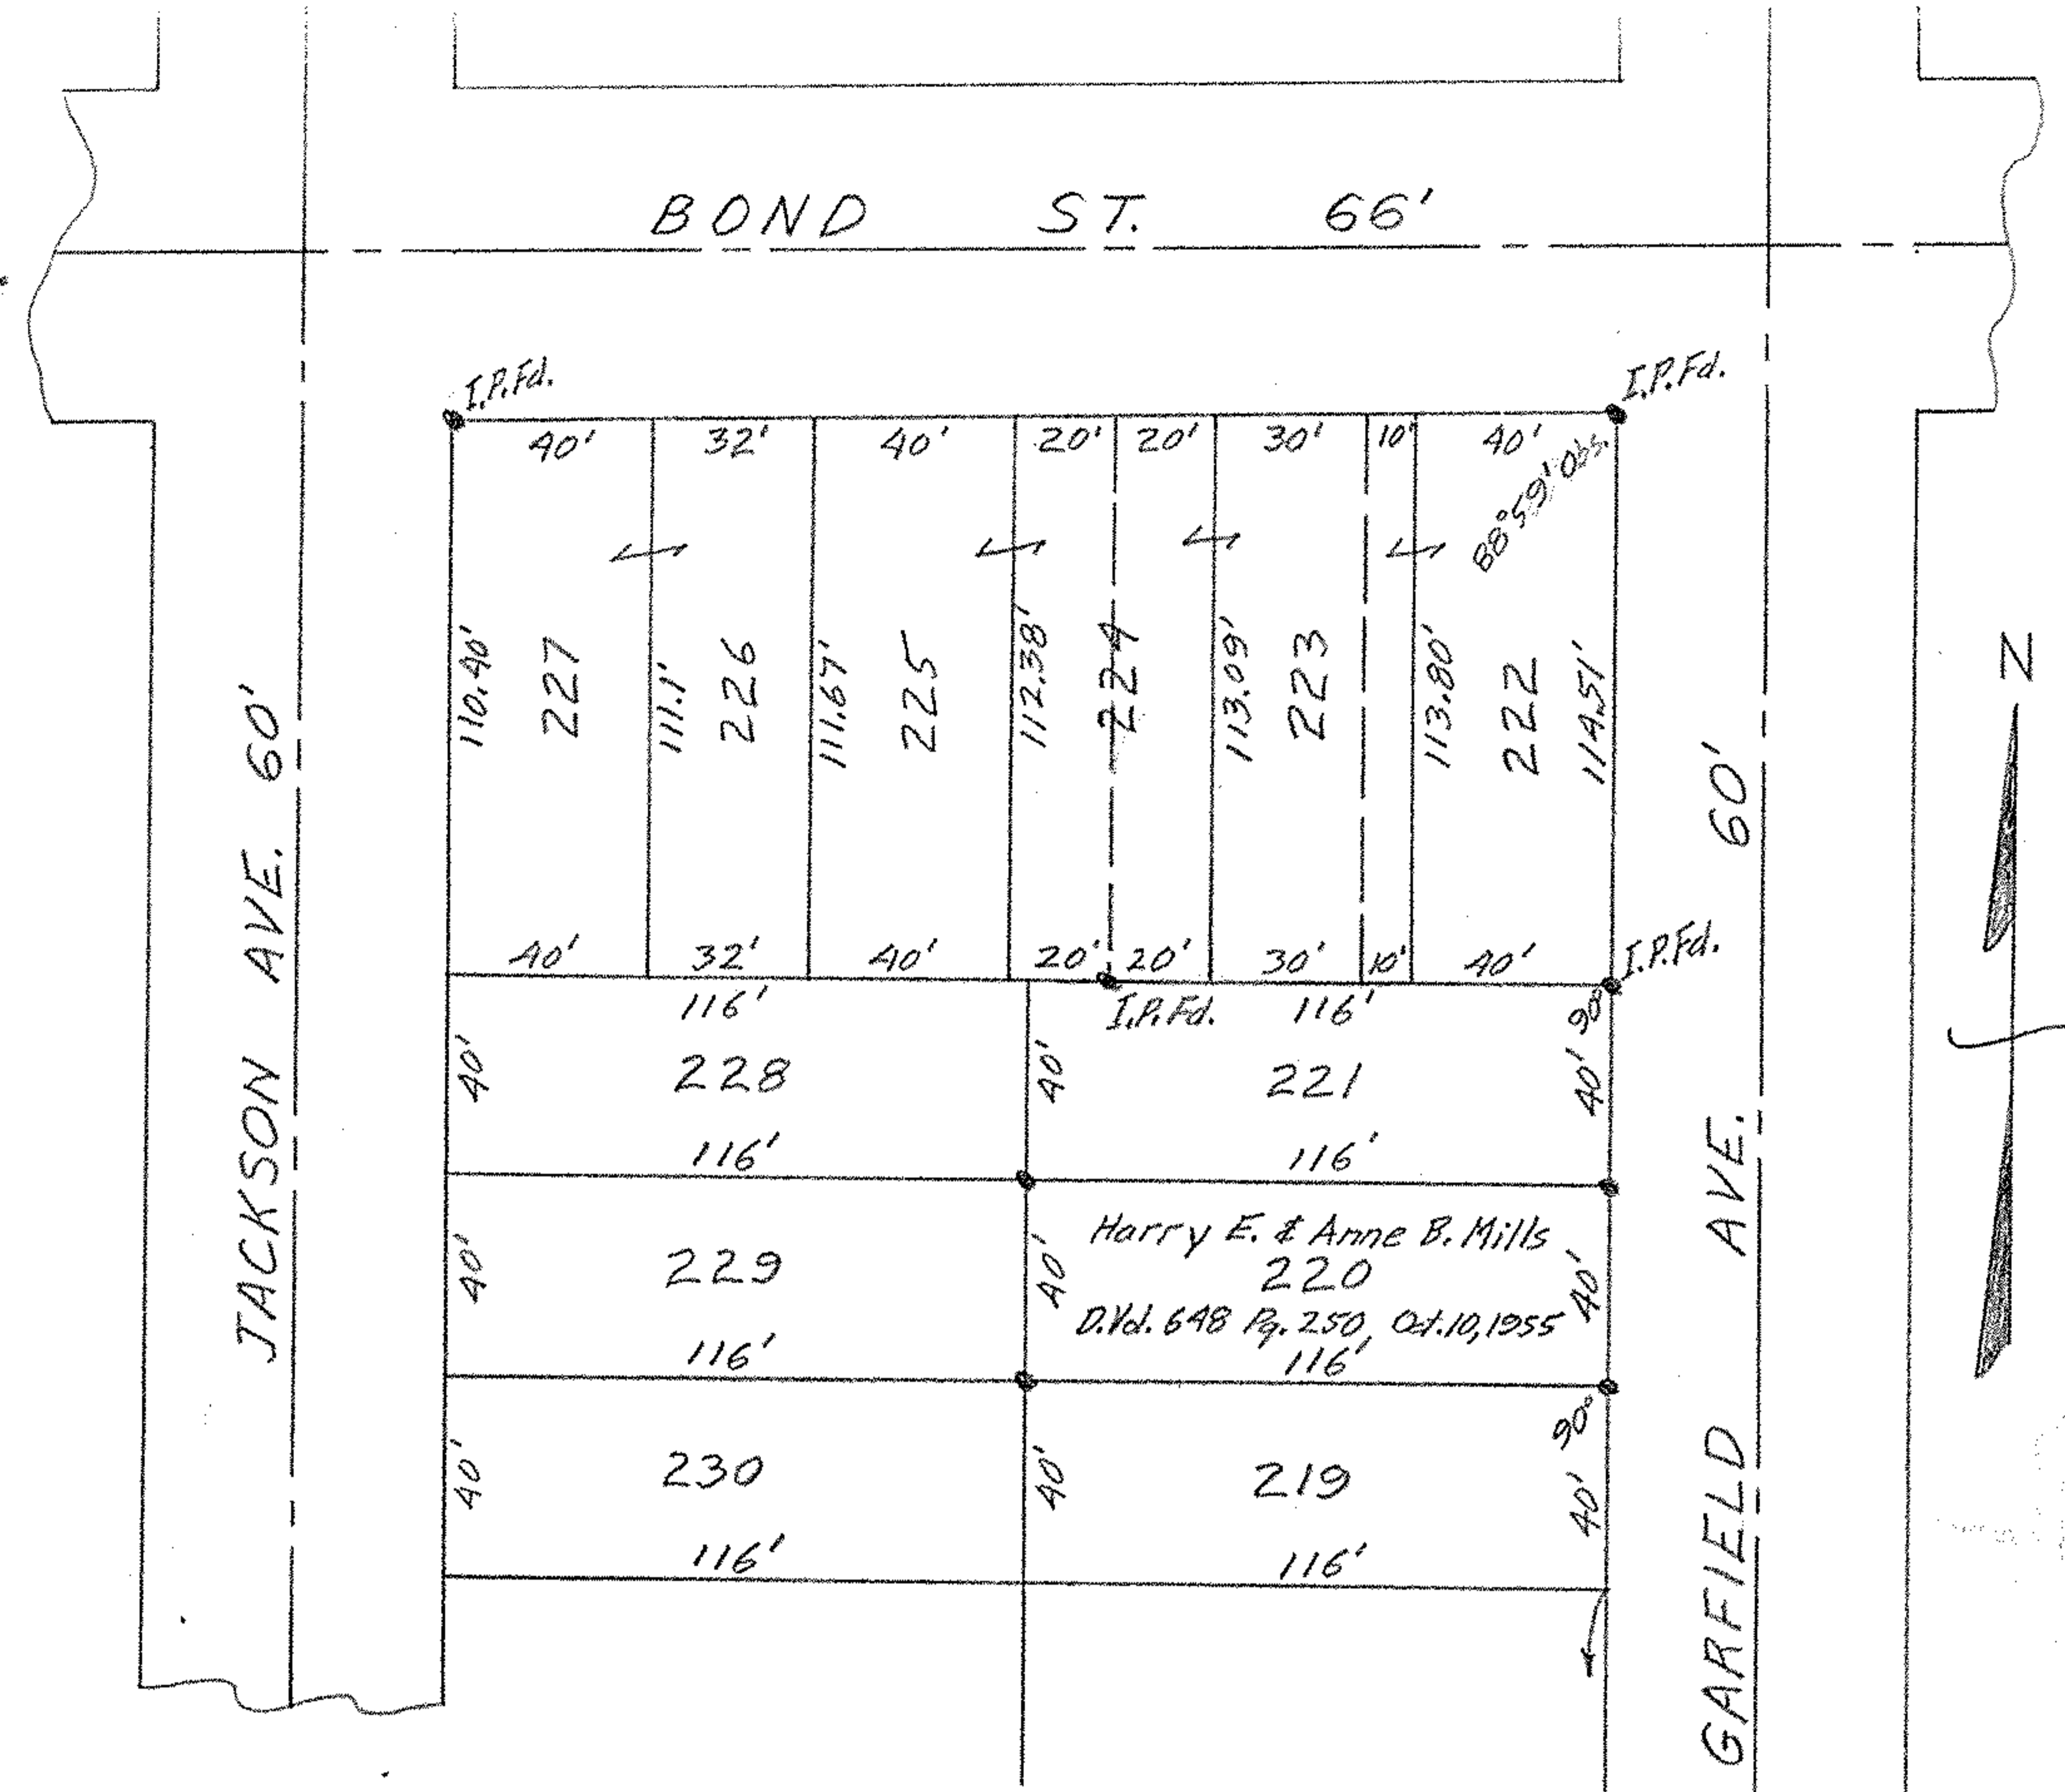 BOND ST. 66'
I.P.Fd.
I.P.Fd.
40' 32' 40' 20' 20' 30' 10' 40'
88°59' Obs.
110.40'
227
111.1'
226
111.67'
225
112.38'
224
113.09'
223
113.80'
222
114.51'
N
JACKSON AVE. 60'
GARFIELD AVE. 60'
40' 32' 40' 20' 20' 30' 10' 40'
I.P.Fd.
116' I.P.Fd. 116' 90°
40' 228 40' 221 40'
116' 116'
Harry E. & Anne B. Mills
40' 229 40' 220 40'
D.Vol. 648 Pg. 250, Oct. 10, 1955
116' 116'
90°
40' 230 40' 219 40'
116' 116'